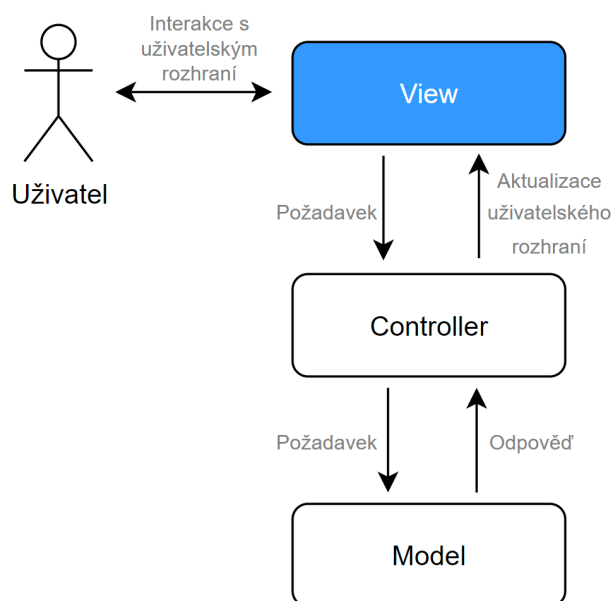 Interakce s
uživatelským
rozhraní
View
Uživatel
Požadavek
Aktualizace
uživatelského
rozhraní
Controller
Požadavek
Odpověď
Model